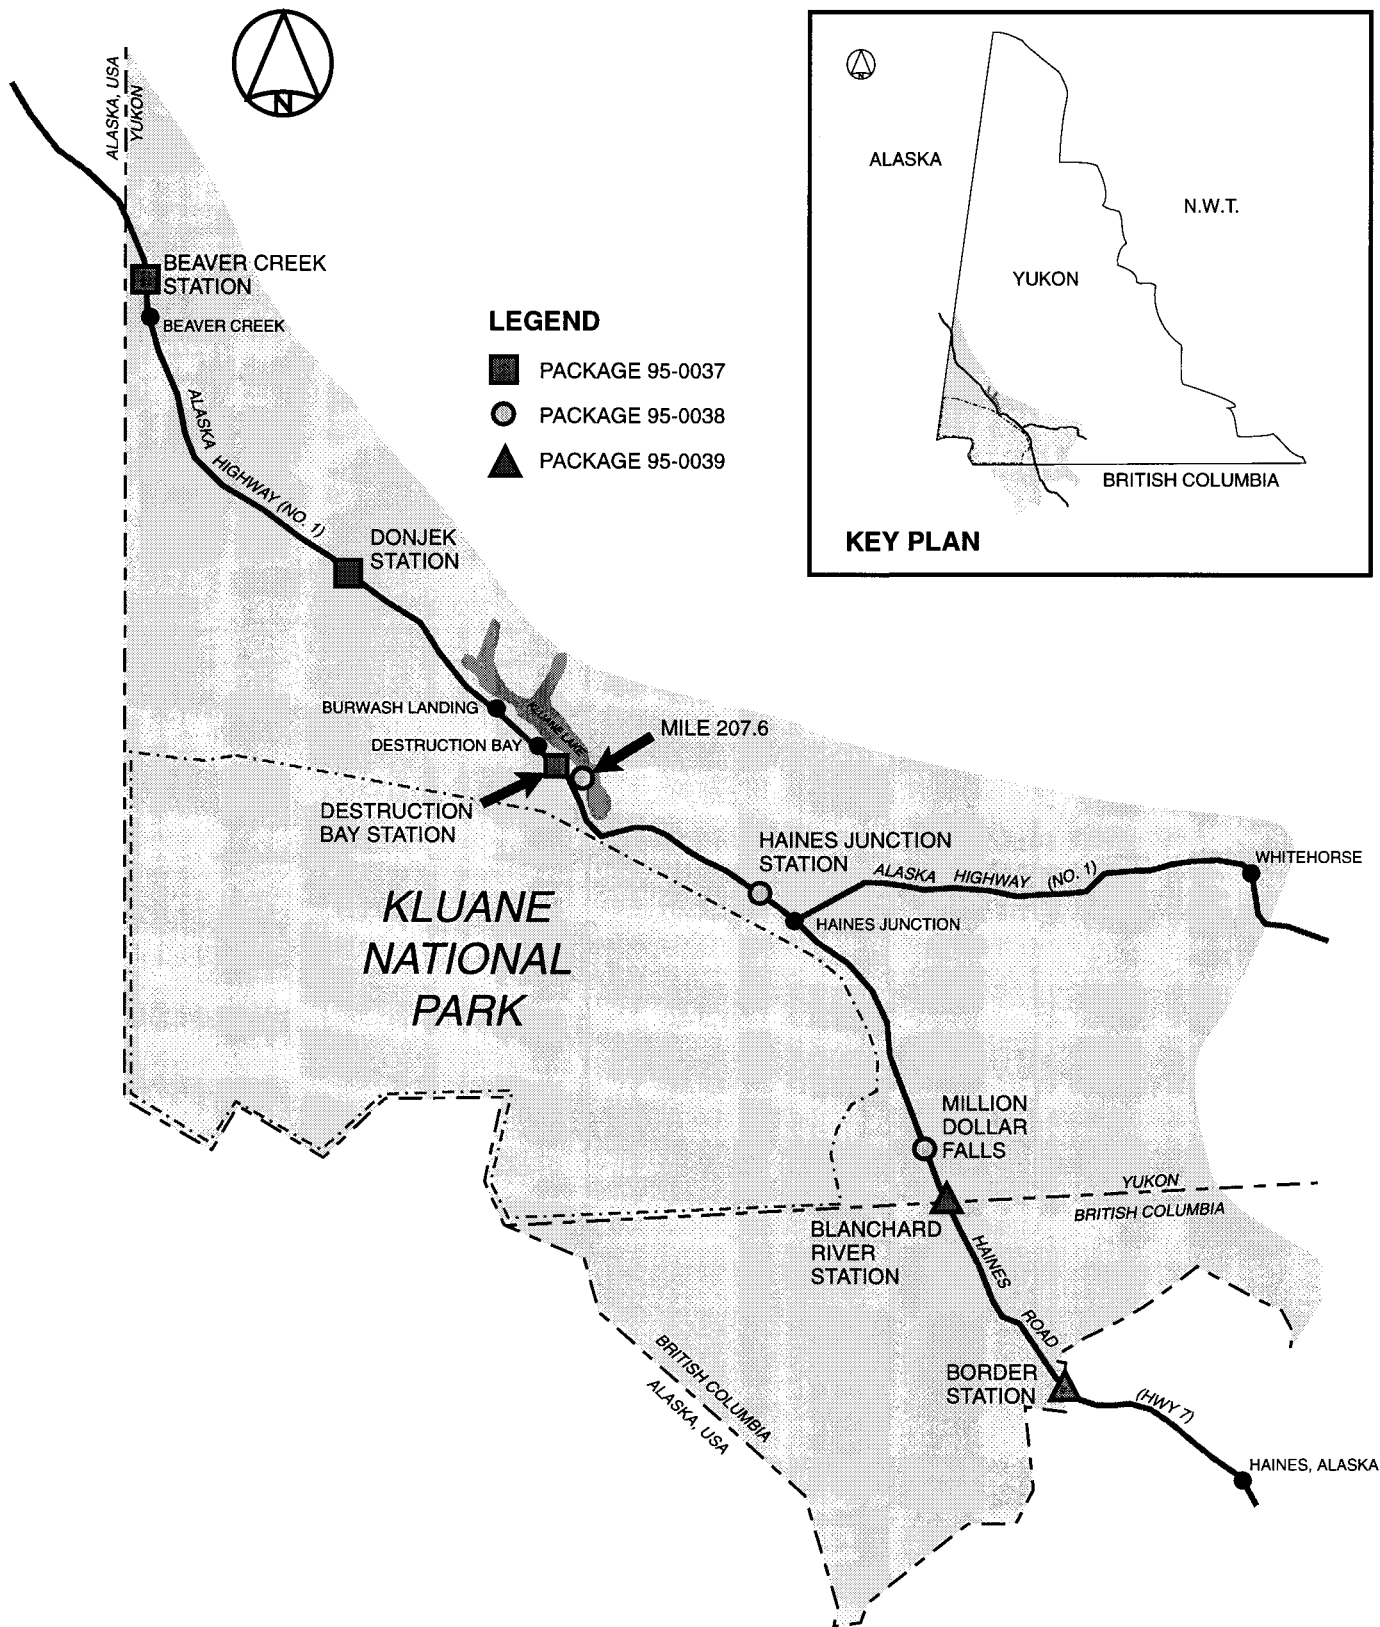 N
ALASKA, USA
YUKON
N
ALASKA
N.W.T.
YUKON
BRITISH COLUMBIA
KEY PLAN
BEAVER CREEK
STATION
BEAVER CREEK
LEGEND
PACKAGE 95-0037
PACKAGE 95-0038
PACKAGE 95-0039
ALASKA HIGHWAY (NO. 1)
DONJEK
STATION
BURWASH LANDING
KLUANE LAKE
DESTRUCTION BAY
MILE 207.6
DESTRUCTION
BAY STATION
HAINES JUNCTION
STATION
ALASKA HIGHWAY (NO. 1)
WHITEHORSE
HAINES JUNCTION
KLUANE
NATIONAL
PARK
MILLION
DOLLAR
FALLS
YUKON
BRITISH COLUMBIA
BLANCHARD
RIVER
STATION
HAINES ROAD
BRITISH COLUMBIA
ALASKA, USA
BORDER
STATION
(HWY 7)
HAINES, ALASKA